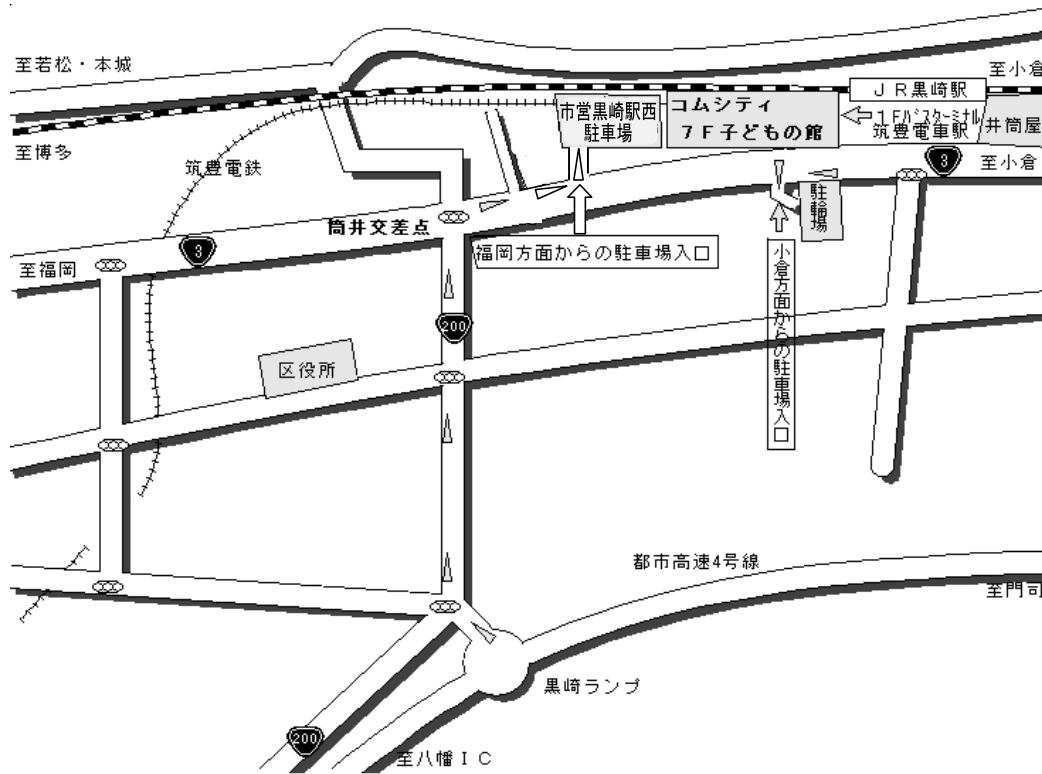 至若松・本城
至小倉
ＪＲ黒崎駅
コムシティ
７Ｆ子どもの館
市営黒崎駅西
駐車場
１Fﾊﾞｽﾀｰﾐﾅﾙ
筑豊電車駅
井筒屋
至博多
筑豊電鉄
3
至小倉
駐輪場
筒井交差点
3
至福岡
福岡方面からの駐車場入口
小倉方面からの駐車場入口
200
区役所
都市高速4号線
至門司
黒崎ランプ
200
至八幡ＩＣ